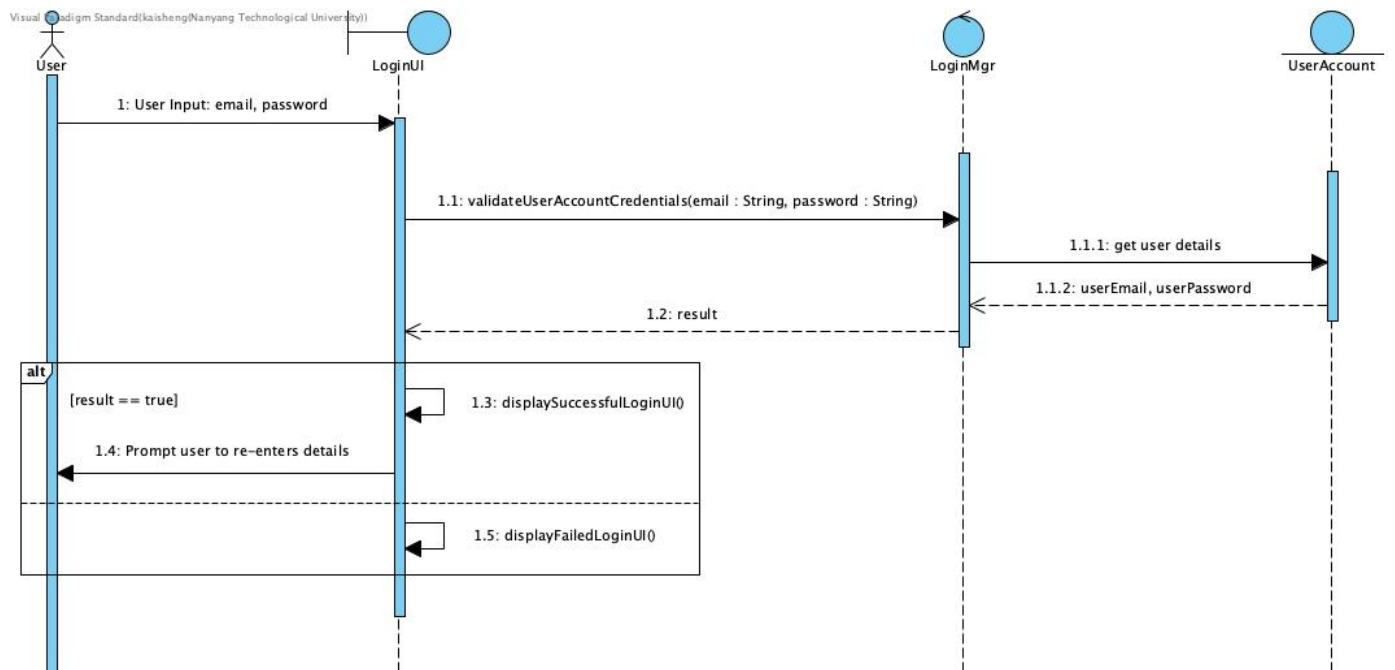 Visual Paradigm Standard(kaisheng(Nanyang Technological University))
User
LoginUI
LoginMgr
UserAccount
1: User Input: email, password
1.1: validateUserAccountCredentials(email : String, password : String)
1.1.1: get user details
1.1.2: userEmail, userPassword
1.2: result
alt
[result == true]
1.3: displaySuccessfulLoginUI()
1.4: Prompt user to re-enters details
1.5: displayFailedLoginUI()